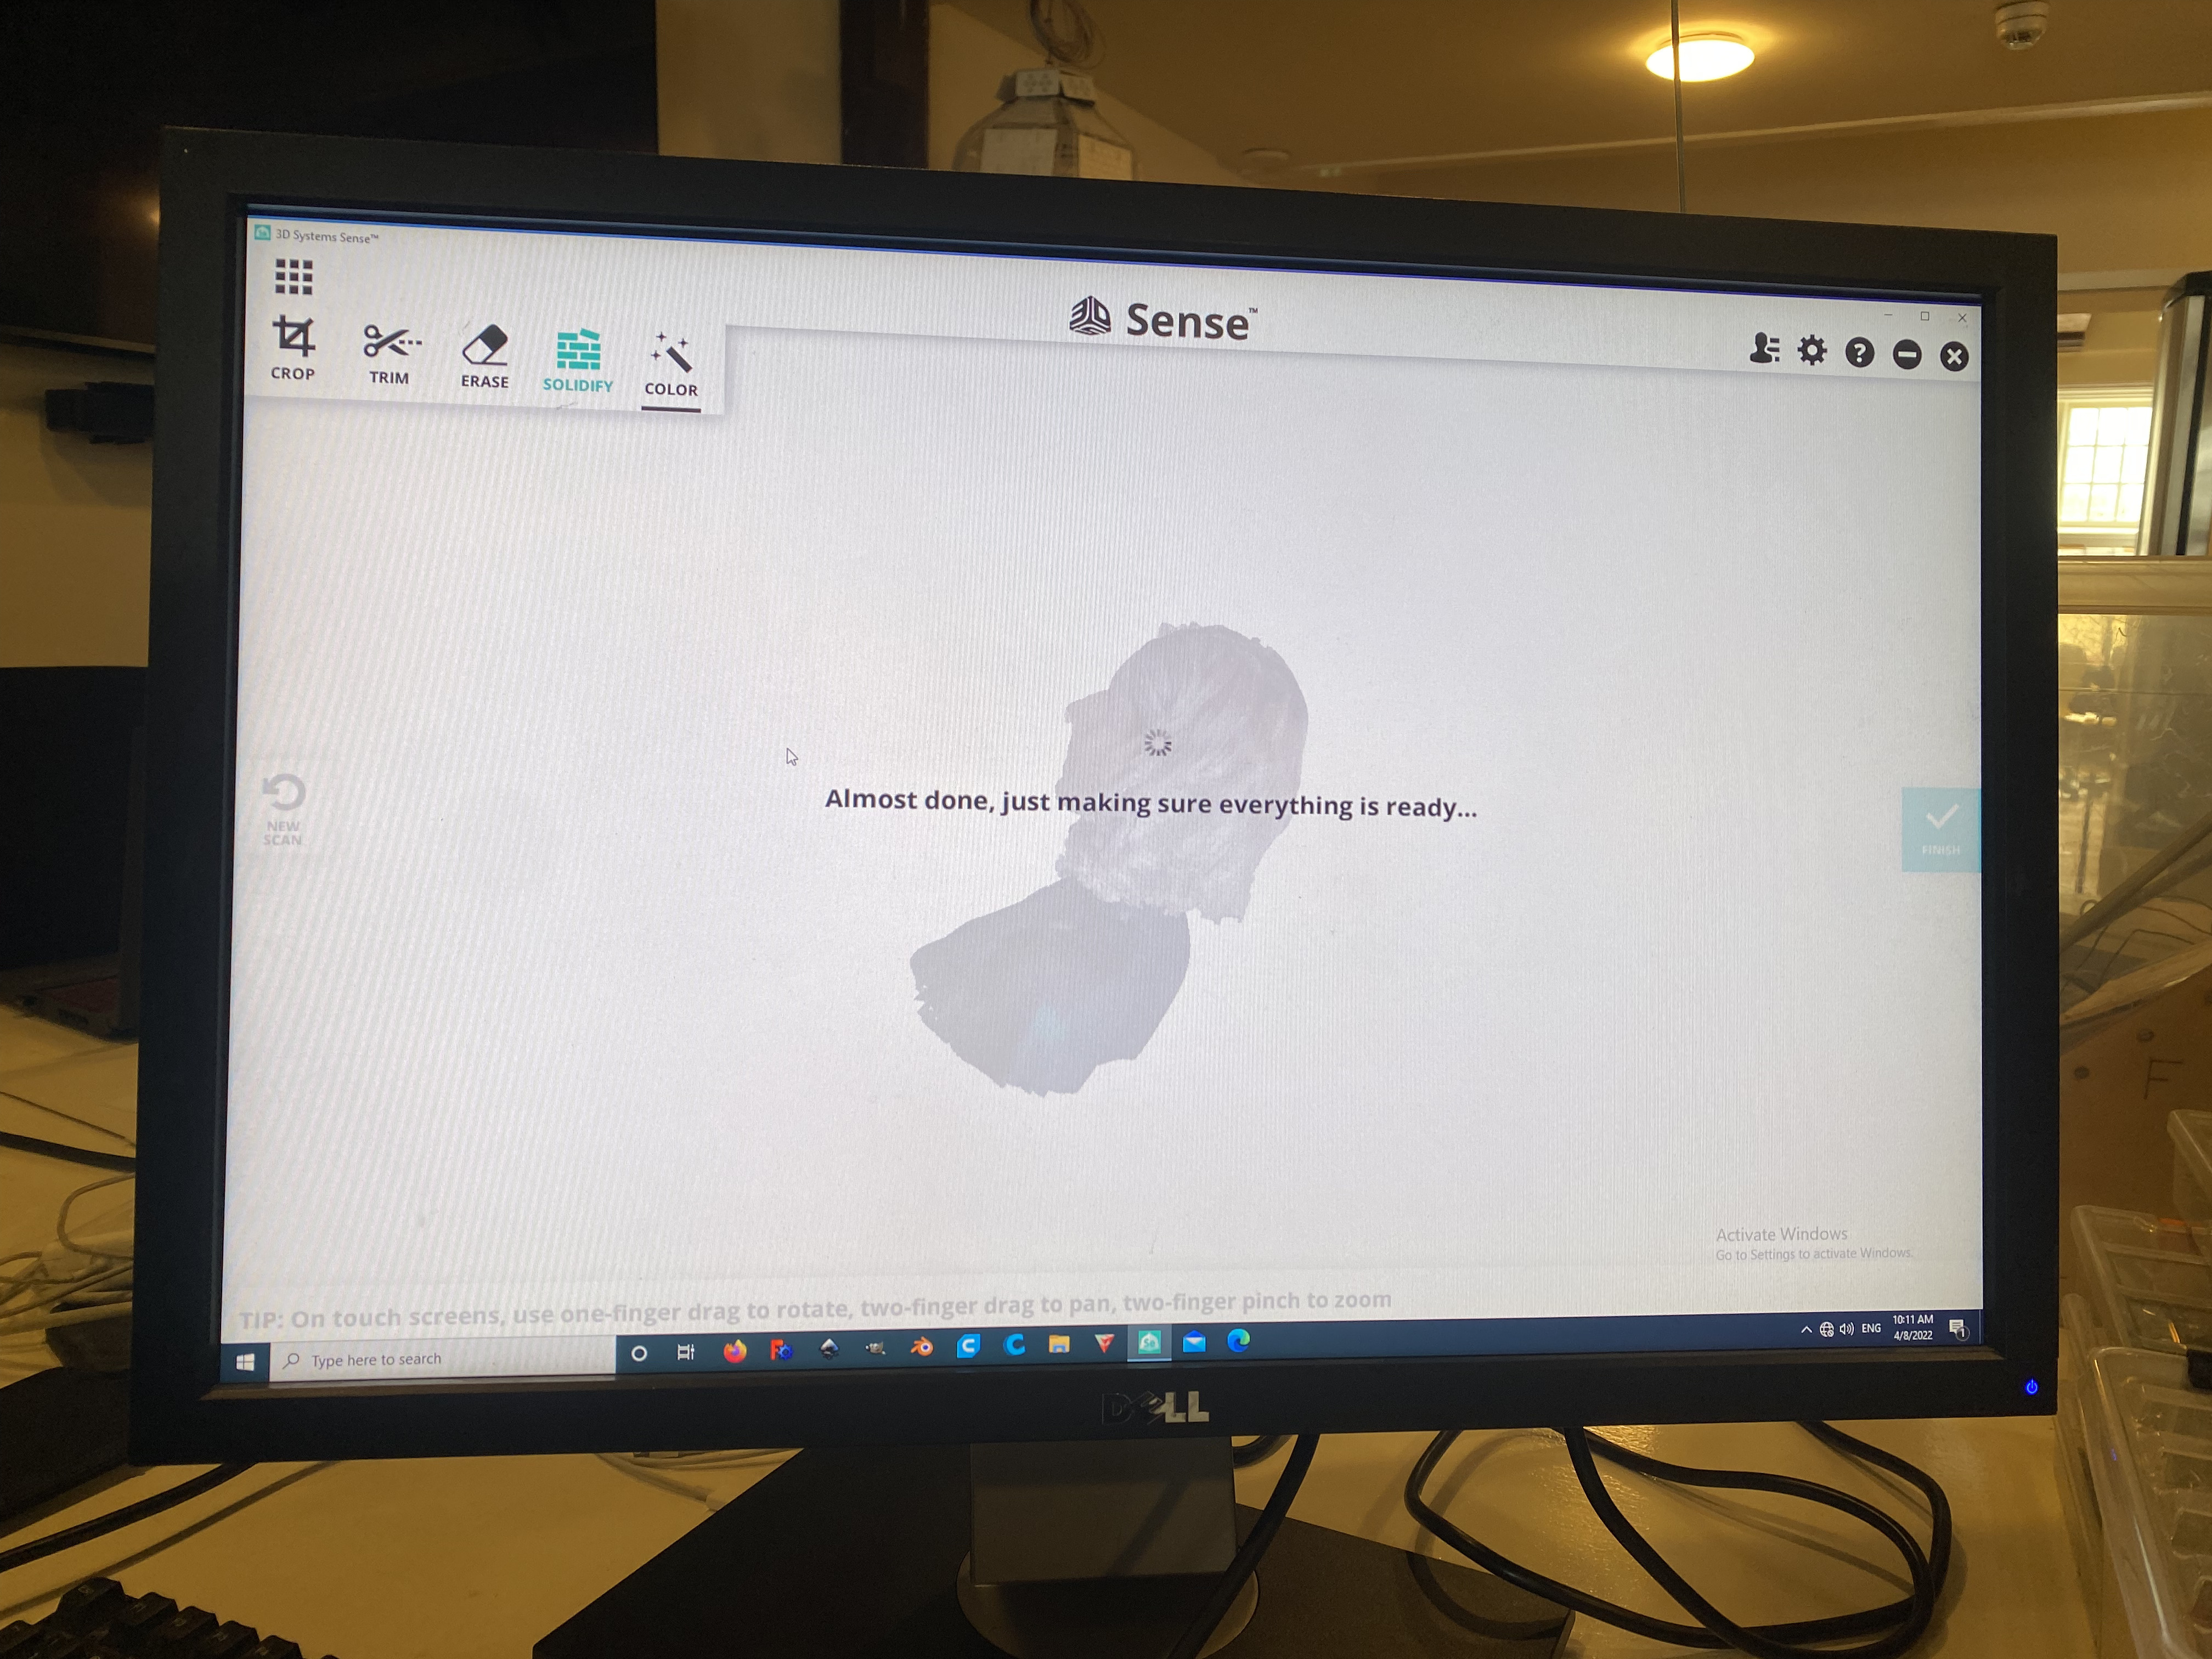 3D Systems Sense™
Sense™
CROP
TRIM
ERASE
SOLIDIFY
COLOR
NEW
SCAN
Almost done, just making sure everything is ready...
FINISH
Activate Windows
Go to Settings to activate Windows.
TIP: On touch screens, use one-finger drag to rotate, two-finger drag to pan, two-finger pinch to zoom
Type here to search
ENG
10:11 AM
4/8/2022
1
DELL
F